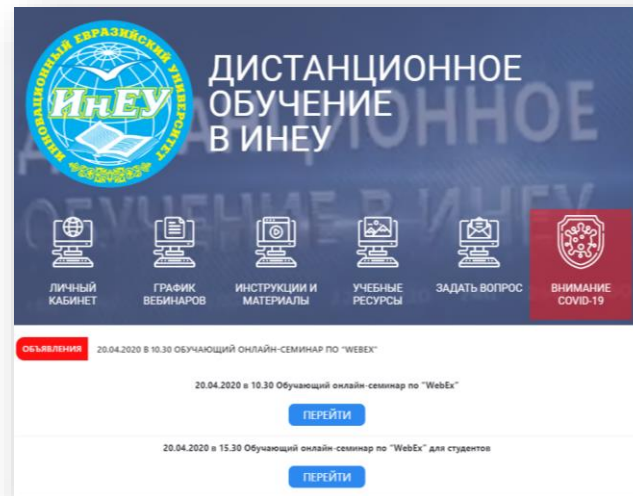 ИННОВАЦИОННЫЙ ЕВРАЗИЙСКИЙ УНИВЕРСИТЕТ
ИнЕУ
ДИСТАНЦИОННОЕ
ОБУЧЕНИЕ
В ИНЕУ
ЛИЧНЫЙ
КАБИНЕТ
ГРАФИК
ВЕБИНАРОВ
ИНСТРУКЦИИ И
МАТЕРИАЛЫ
УЧЕБНЫЕ
РЕСУРСЫ
ЗАДАТЬ ВОПРОС
ВНИМАНИЕ
COVID-19
ОБЪЯВЛЕНИЯ 20.04.2020 В 10.30 ОБУЧАЮЩИЙ ОНЛАЙН-СЕМИНАР ПО "WEBEX"
20.04.2020 в 10.30 Обучающий онлайн-семинар по "WebEx"
ПЕРЕЙТИ
20.04.2020 в 15.30 Обучающий онлайн-семинар по "WebEx" для студентов
ПЕРЕЙТИ